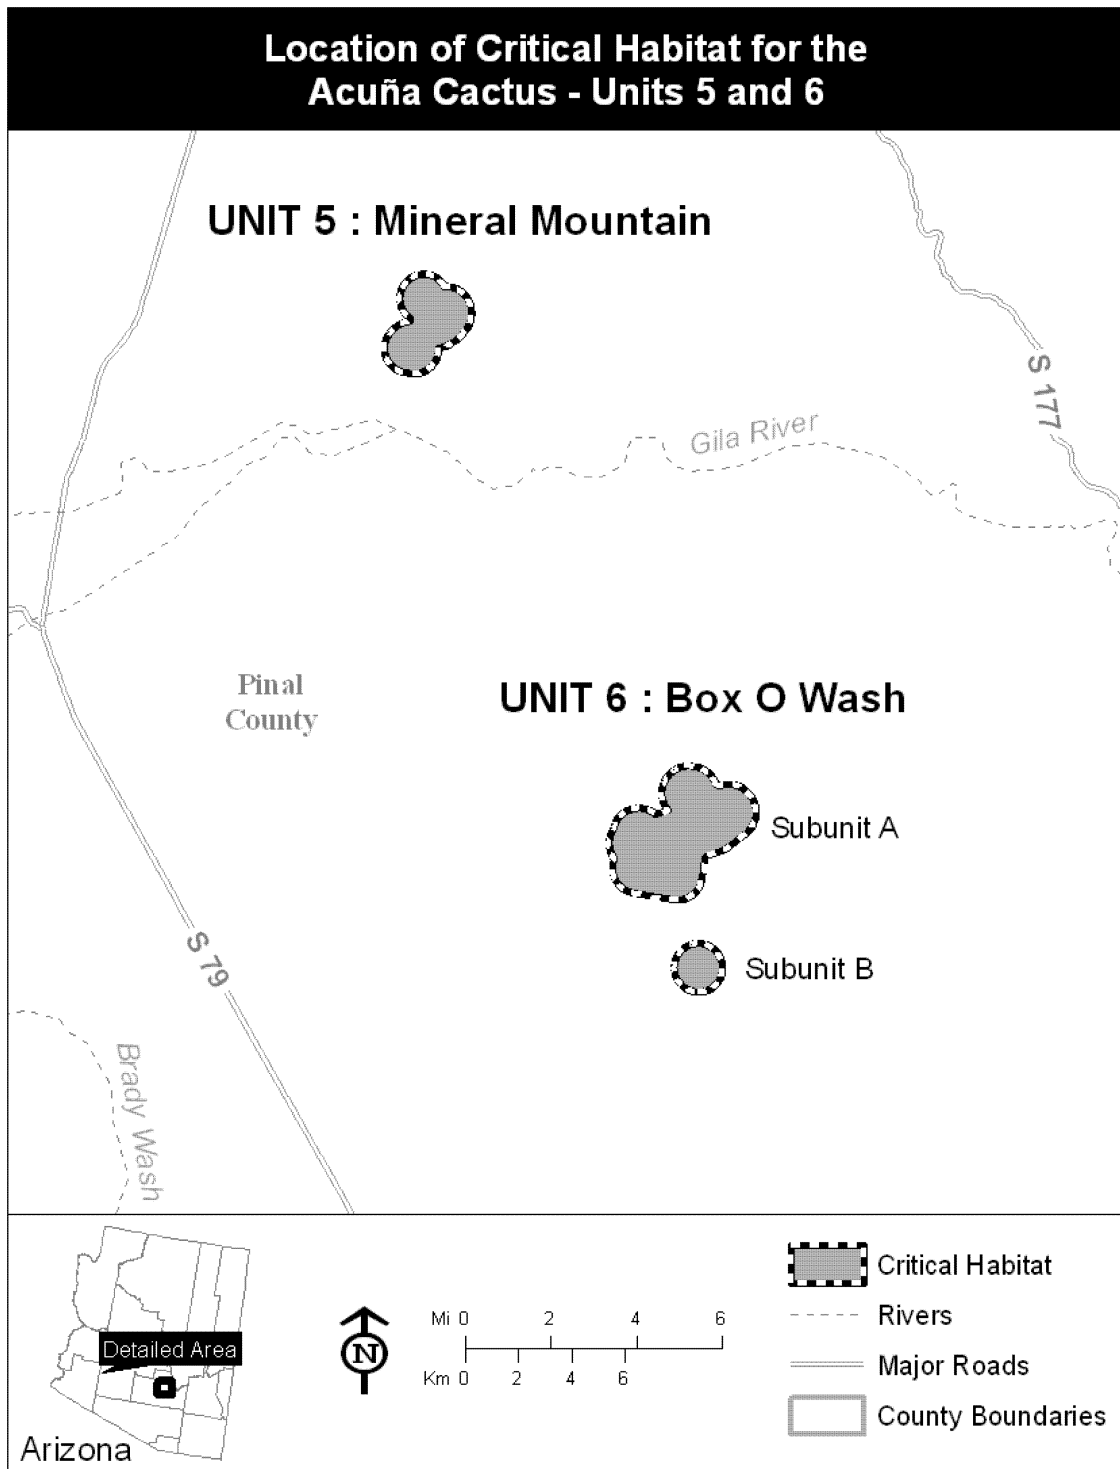 Location of Critical Habitat for the
Acuña Cactus - Units 5 and 6
UNIT 5 : Mineral Mountain
S 177
Gila River
Pinal
County
UNIT 6 : Box O Wash
Subunit A
S 79
Subunit B
Brady Wash
Detailed Area
Arizona
N
Mi 0 2 4 6
Km 0 2 4 6
Critical Habitat
Rivers
Major Roads
County Boundaries